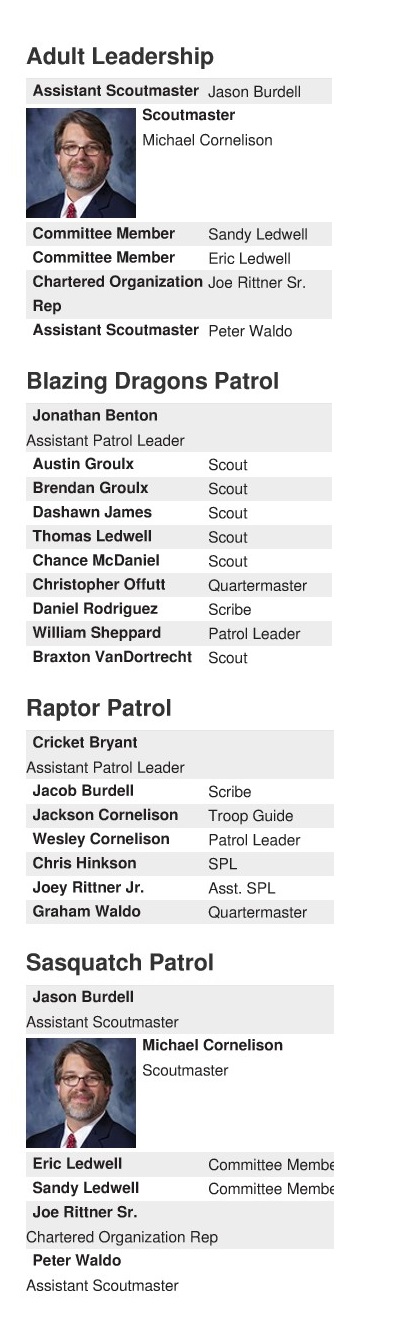 Adult Leadership
Assistant Scoutmaster Jason Burdell
Scoutmaster
Michael Cornelison
Committee Member Sandy Ledwell
Committee Member Eric Ledwell
Chartered Organization Joe Rittner Sr.
Rep
Assistant Scoutmaster Peter Waldo
Blazing Dragons Patrol
Jonathan Benton
Assistant Patrol Leader
Austin Groulx Scout
Brendan Groulx Scout
Dashawn James Scout
Thomas Ledwell Scout
Chance McDaniel Scout
Christopher Offutt Quartermaster
Daniel Rodriguez Scribe
William Sheppard Patrol Leader
Braxton VanDortrecht Scout
Raptor Patrol
Cricket Bryant
Assistant Patrol Leader
Jacob Burdell Scribe
Jackson Cornelison Troop Guide
Wesley Cornelison Patrol Leader
Chris Hinkson SPL
Joey Rittner Jr. Asst. SPL
Graham Waldo Quartermaster
Sasquatch Patrol
Jason Burdell
Assistant Scoutmaster
Michael Cornelison
Scoutmaster
Eric Ledwell Committee Membe
Sandy Ledwell Committee Membe
Joe Rittner Sr.
Chartered Organization Rep
Peter Waldo
Assistant Scoutmaster